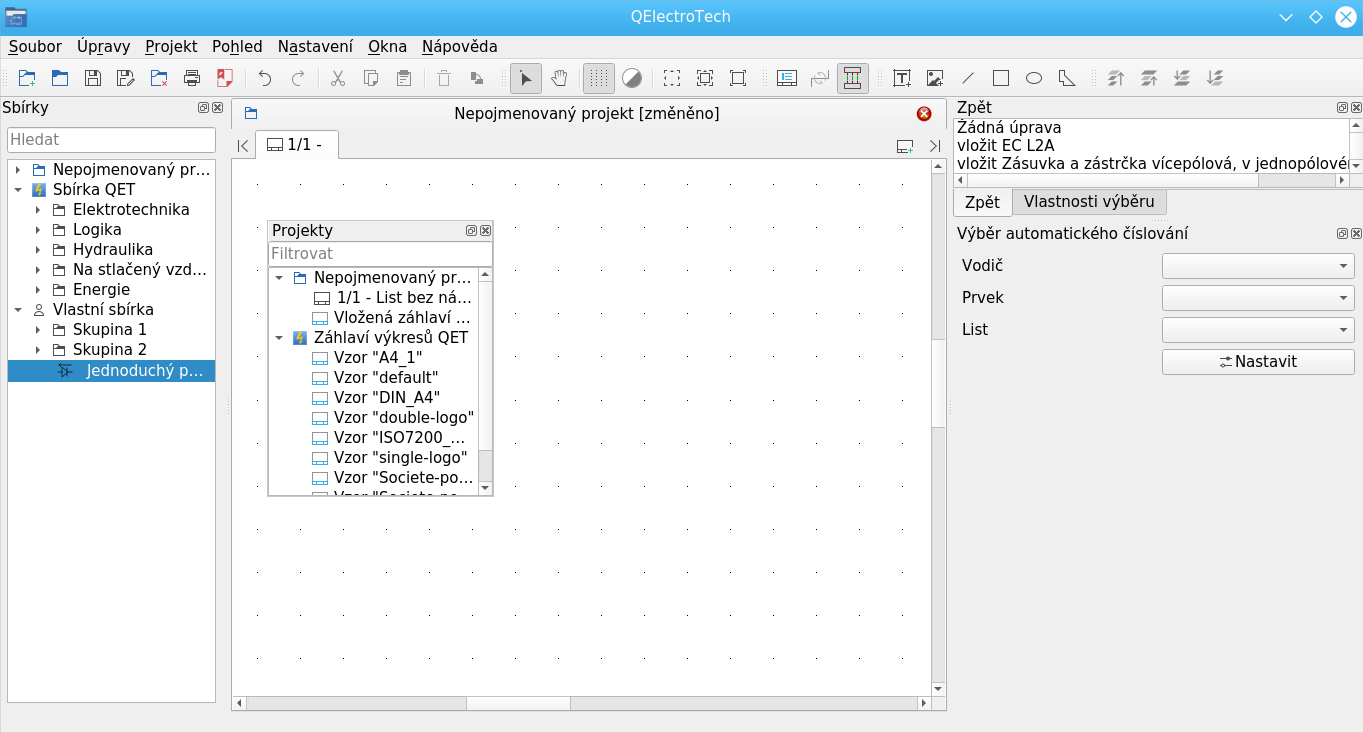 QElectroTech
Soubor Úpravy Projekt Pohled Nastavení Okna Nápověda
Sbírky
Hledat
Nepojmenovaný pr...
Sbírka QET
Elektrotechnika
Logika
Hydraulika
Na stlačený vzd...
Energie
Vlastní sbírka
Skupina 1
Skupina 2
Jednoduchý p...
Nepojmenovaný projekt [změněno]
1/1 -
Projekty
Filtrovat
Nepojmenovaný pr...
1/1 - List bez ná...
Vložená záhlaví ...
Záhlaví výkresů QET
Vzor "A4_1"
Vzor "default"
Vzor "DIN_A4"
Vzor "double-logo"
Vzor "ISO7200_...
Vzor "single-logo"
Vzor "Societe-po...
Vzor "Societe-po...
Zpět
Žádná úprava
vložit EC L2A
vložit Zásuvka a zástrčka vícepólová, v jednopólovém
Zpět Vlastnosti výběru
Výběr automatického číslování
Vodič
Prvek
List
Nastavit